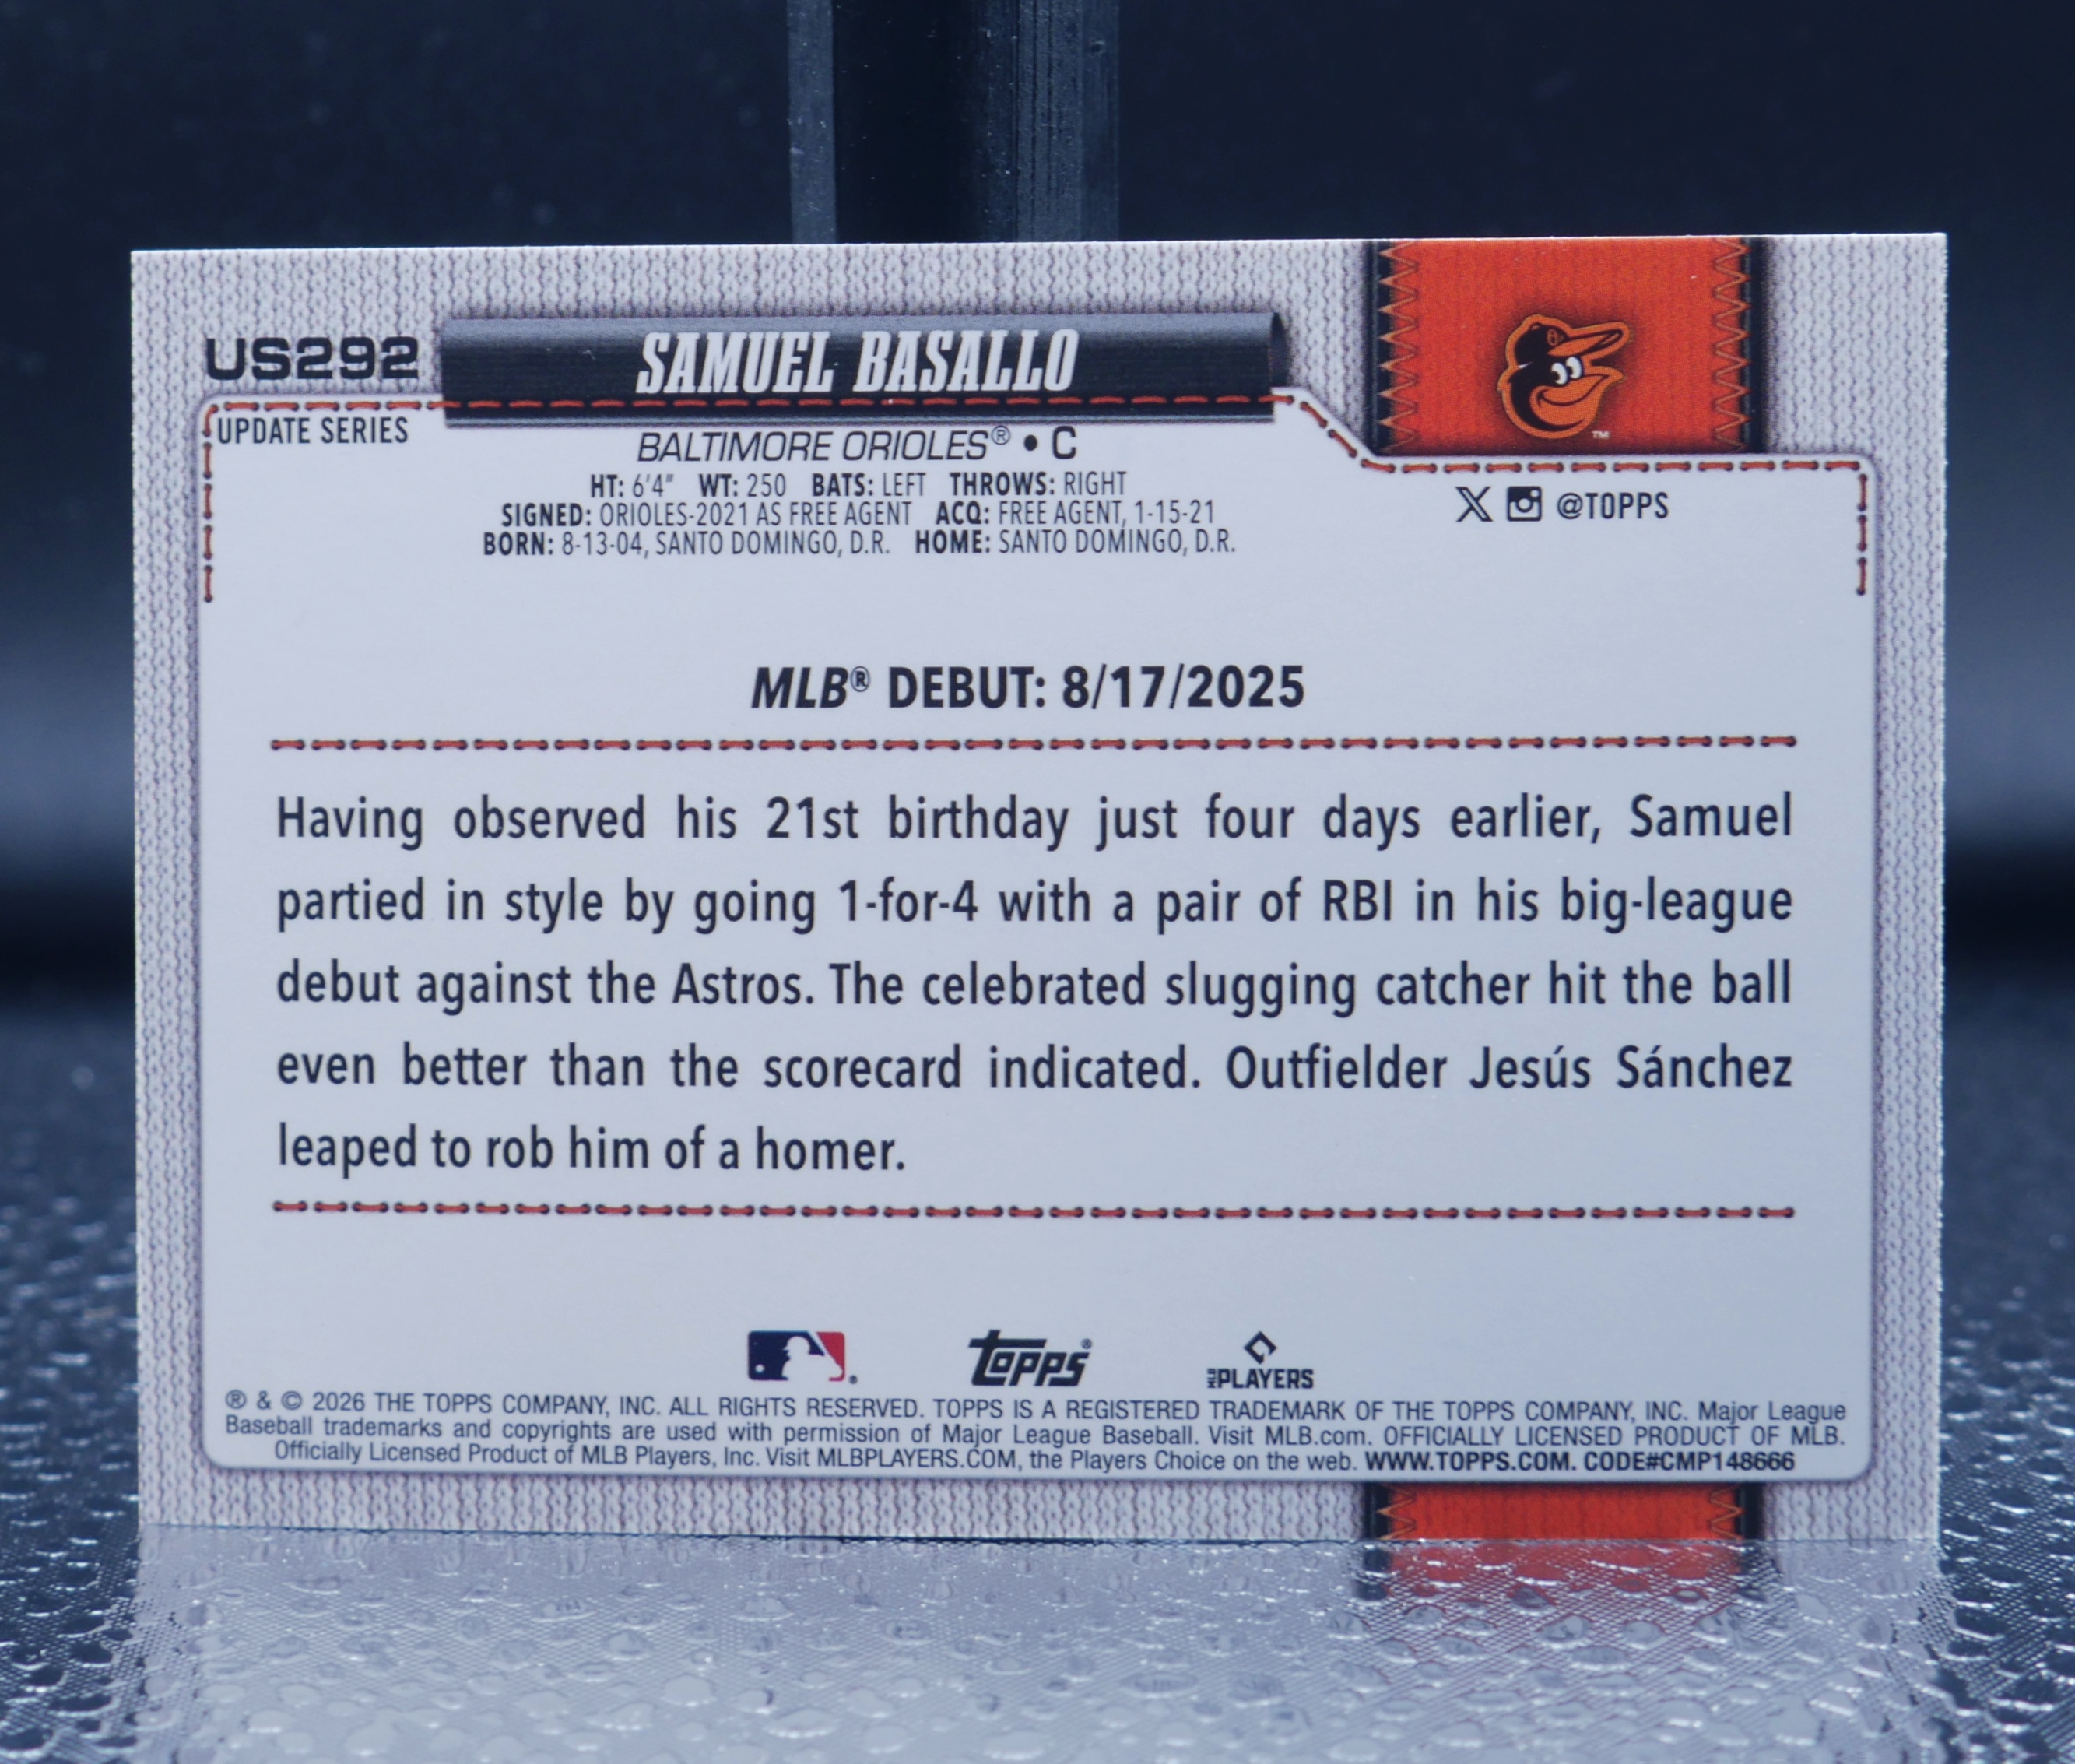 US292
SAMUEL BASALLO
UPDATE SERIES
BALTIMORE ORIOLES® • C
HT: 6'4" WT: 250 BATS: LEFT THROWS: RIGHT
SIGNED: ORIOLES-2021 AS FREE AGENT ACQ: FREE AGENT, 1-15-21
BORN: 8-13-04, SANTO DOMINGO, D.R. HOME: SANTO DOMINGO, D.R.
TM
X @TOPPS
MLB® DEBUT: 8/17/2025
Having observed his 21st birthday just four days earlier, Samuel
partied in style by going 1-for-4 with a pair of RBI in his big-league
debut against the Astros. The celebrated slugging catcher hit the ball
even better than the scorecard indicated. Outfielder Jesús Sánchez
leaped to rob him of a homer.
® topps® MLB PLAYERS
® & © 2026 THE TOPPS COMPANY, INC. ALL RIGHTS RESERVED. TOPPS IS A REGISTERED TRADEMARK OF THE TOPPS COMPANY, INC. Major League
Baseball trademarks and copyrights are used with permission of Major League Baseball. Visit MLB.com. OFFICIALLY LICENSED PRODUCT OF MLB.
Officially Licensed Product of MLB Players, Inc. Visit MLBPLAYERS.COM, the Players Choice on the web. WWW.TOPPS.COM. CODE#CMP148666